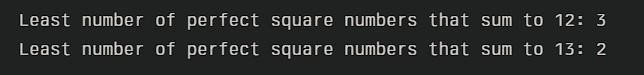 Least number of perfect square numbers that sum to 12: 3
Least number of perfect square numbers that sum to 13: 2